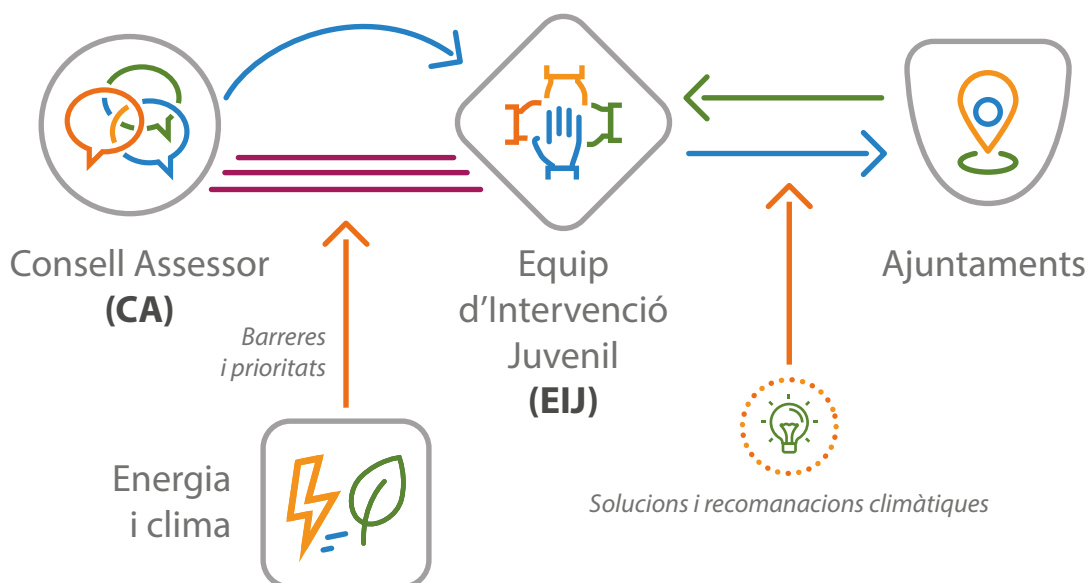 Consell Assessor
(CA)
Equip
d’Intervenció
Juvenil
(EIJ)
Ajuntaments
Barreres
i prioritats
Energia
i clima
Solucions i recomanacions climàtiques